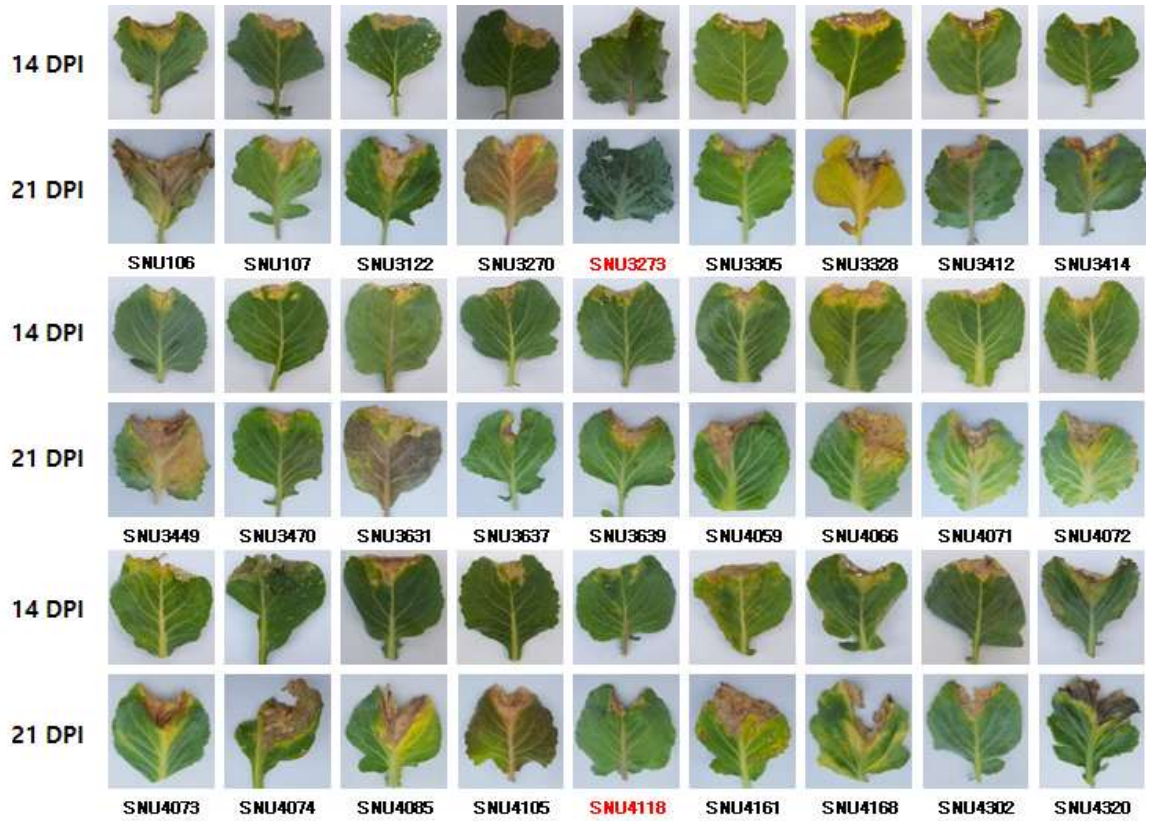 14 DPI
21 DPI
SNU106 SNU107 SNU3122 SNU3270 SNU3273 SNU3305 SNU3328 SNU3412 SNU3414
14 DPI
21 DPI
SNU3449 SNU3470 SNU3631 SNU3637 SNU3639 SNU4059 SNU4066 SNU4071 SNU4072
14 DPI
21 DPI
SNU4073 SNU4074 SNU4085 SNU4105 SNU4118 SNU4161 SNU4168 SNU4302 SNU4320